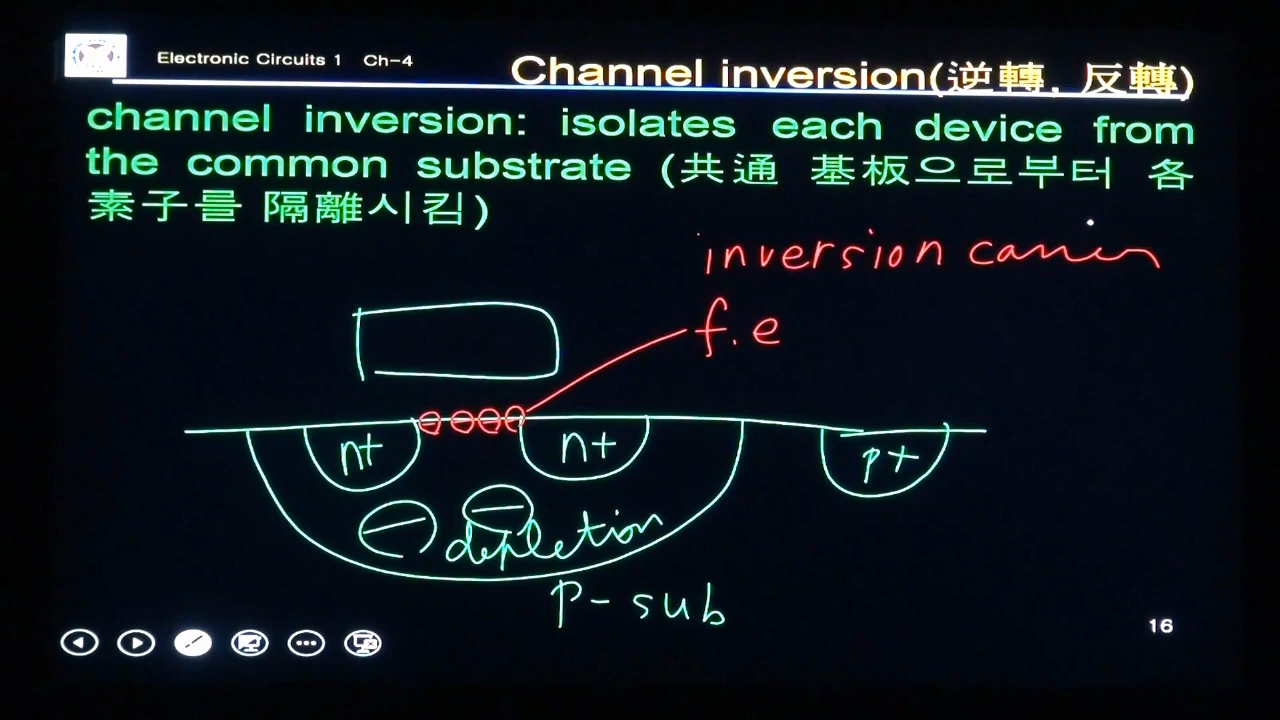 Electronic Circuits 1 Ch-4
Channel inversion(逆轉, 反轉)
channel inversion: isolates each device from
the common substrate (共通 基板으로부터 各
素子를 隔離시킴)
inversion carrier
f.e
n+ n+ p+
depletion
p-sub
16